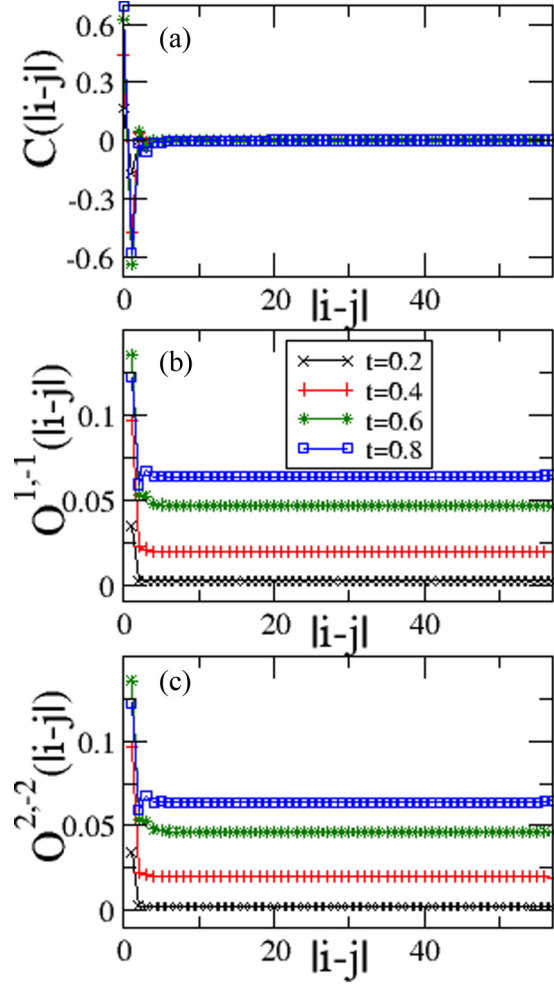 (a)
C(|i-j|)
0.6
0.3
0
-0.3
-0.6
0 20 40
|i-j|
(b)
O^{1,-1}(|i-j|)
0.1
0.05
0
t=0.2
t=0.4
t=0.6
t=0.8
0 20 40
|i-j|
(c)
O^{2,-2}(|i-j|)
0.1
0.05
0
0 20 40
|i-j|